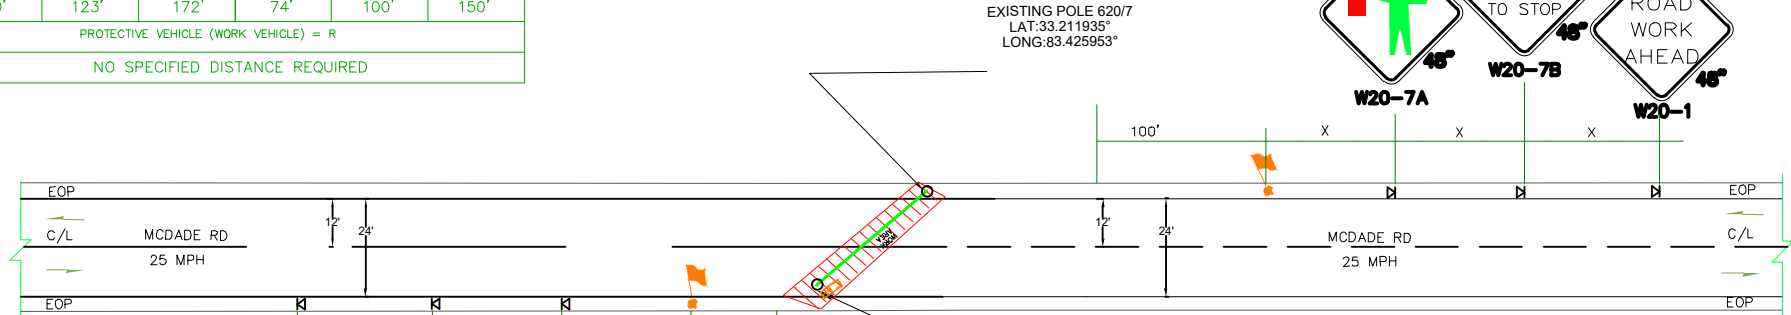 123' 172' 74' 100' 150'
PROTECTIVE VEHICLE (WORK VEHICLE) = R
NO SPECIFIED DISTANCE REQUIRED
EXISTING POLE 620/7
LAT:33.211935°
LONG:83.425953°
48"
W20-7A
TO STOP
48"
W20-7B
ROAD
WORK
AHEAD
48"
W20-1
100' X X X
EOP
EOP
12'
24'
12'
24'
C/L
MCDADE RD
25 MPH
WORK
AREA
MCDADE RD
25 MPH
C/L
EOP
EOP